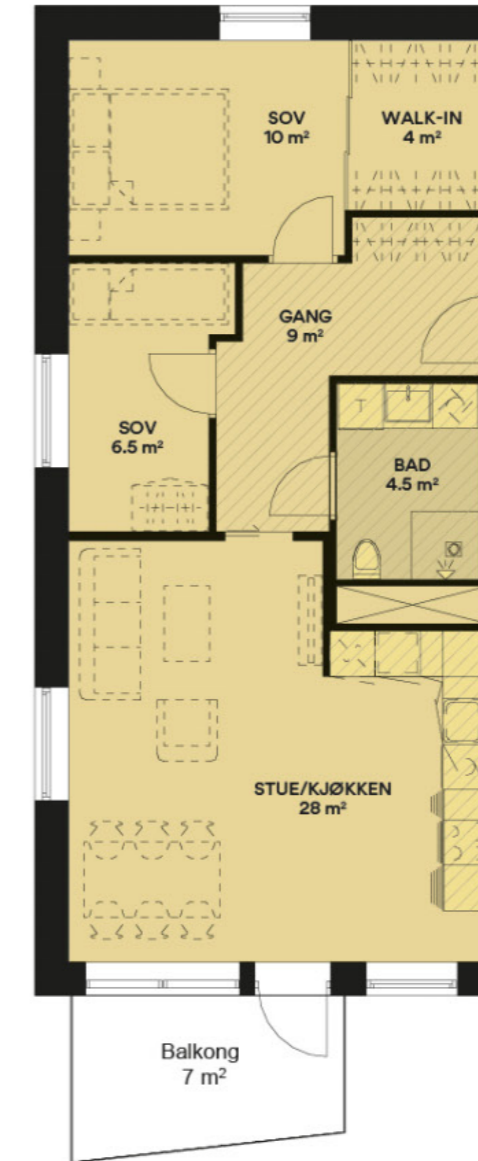 SOV
10 m²
WALK-IN
4 m²
GANG
9 m²
SOV
6.5 m²
BAD
4.5 m²
T
STUE/KJØKKEN
28 m²
Balkong
7 m²